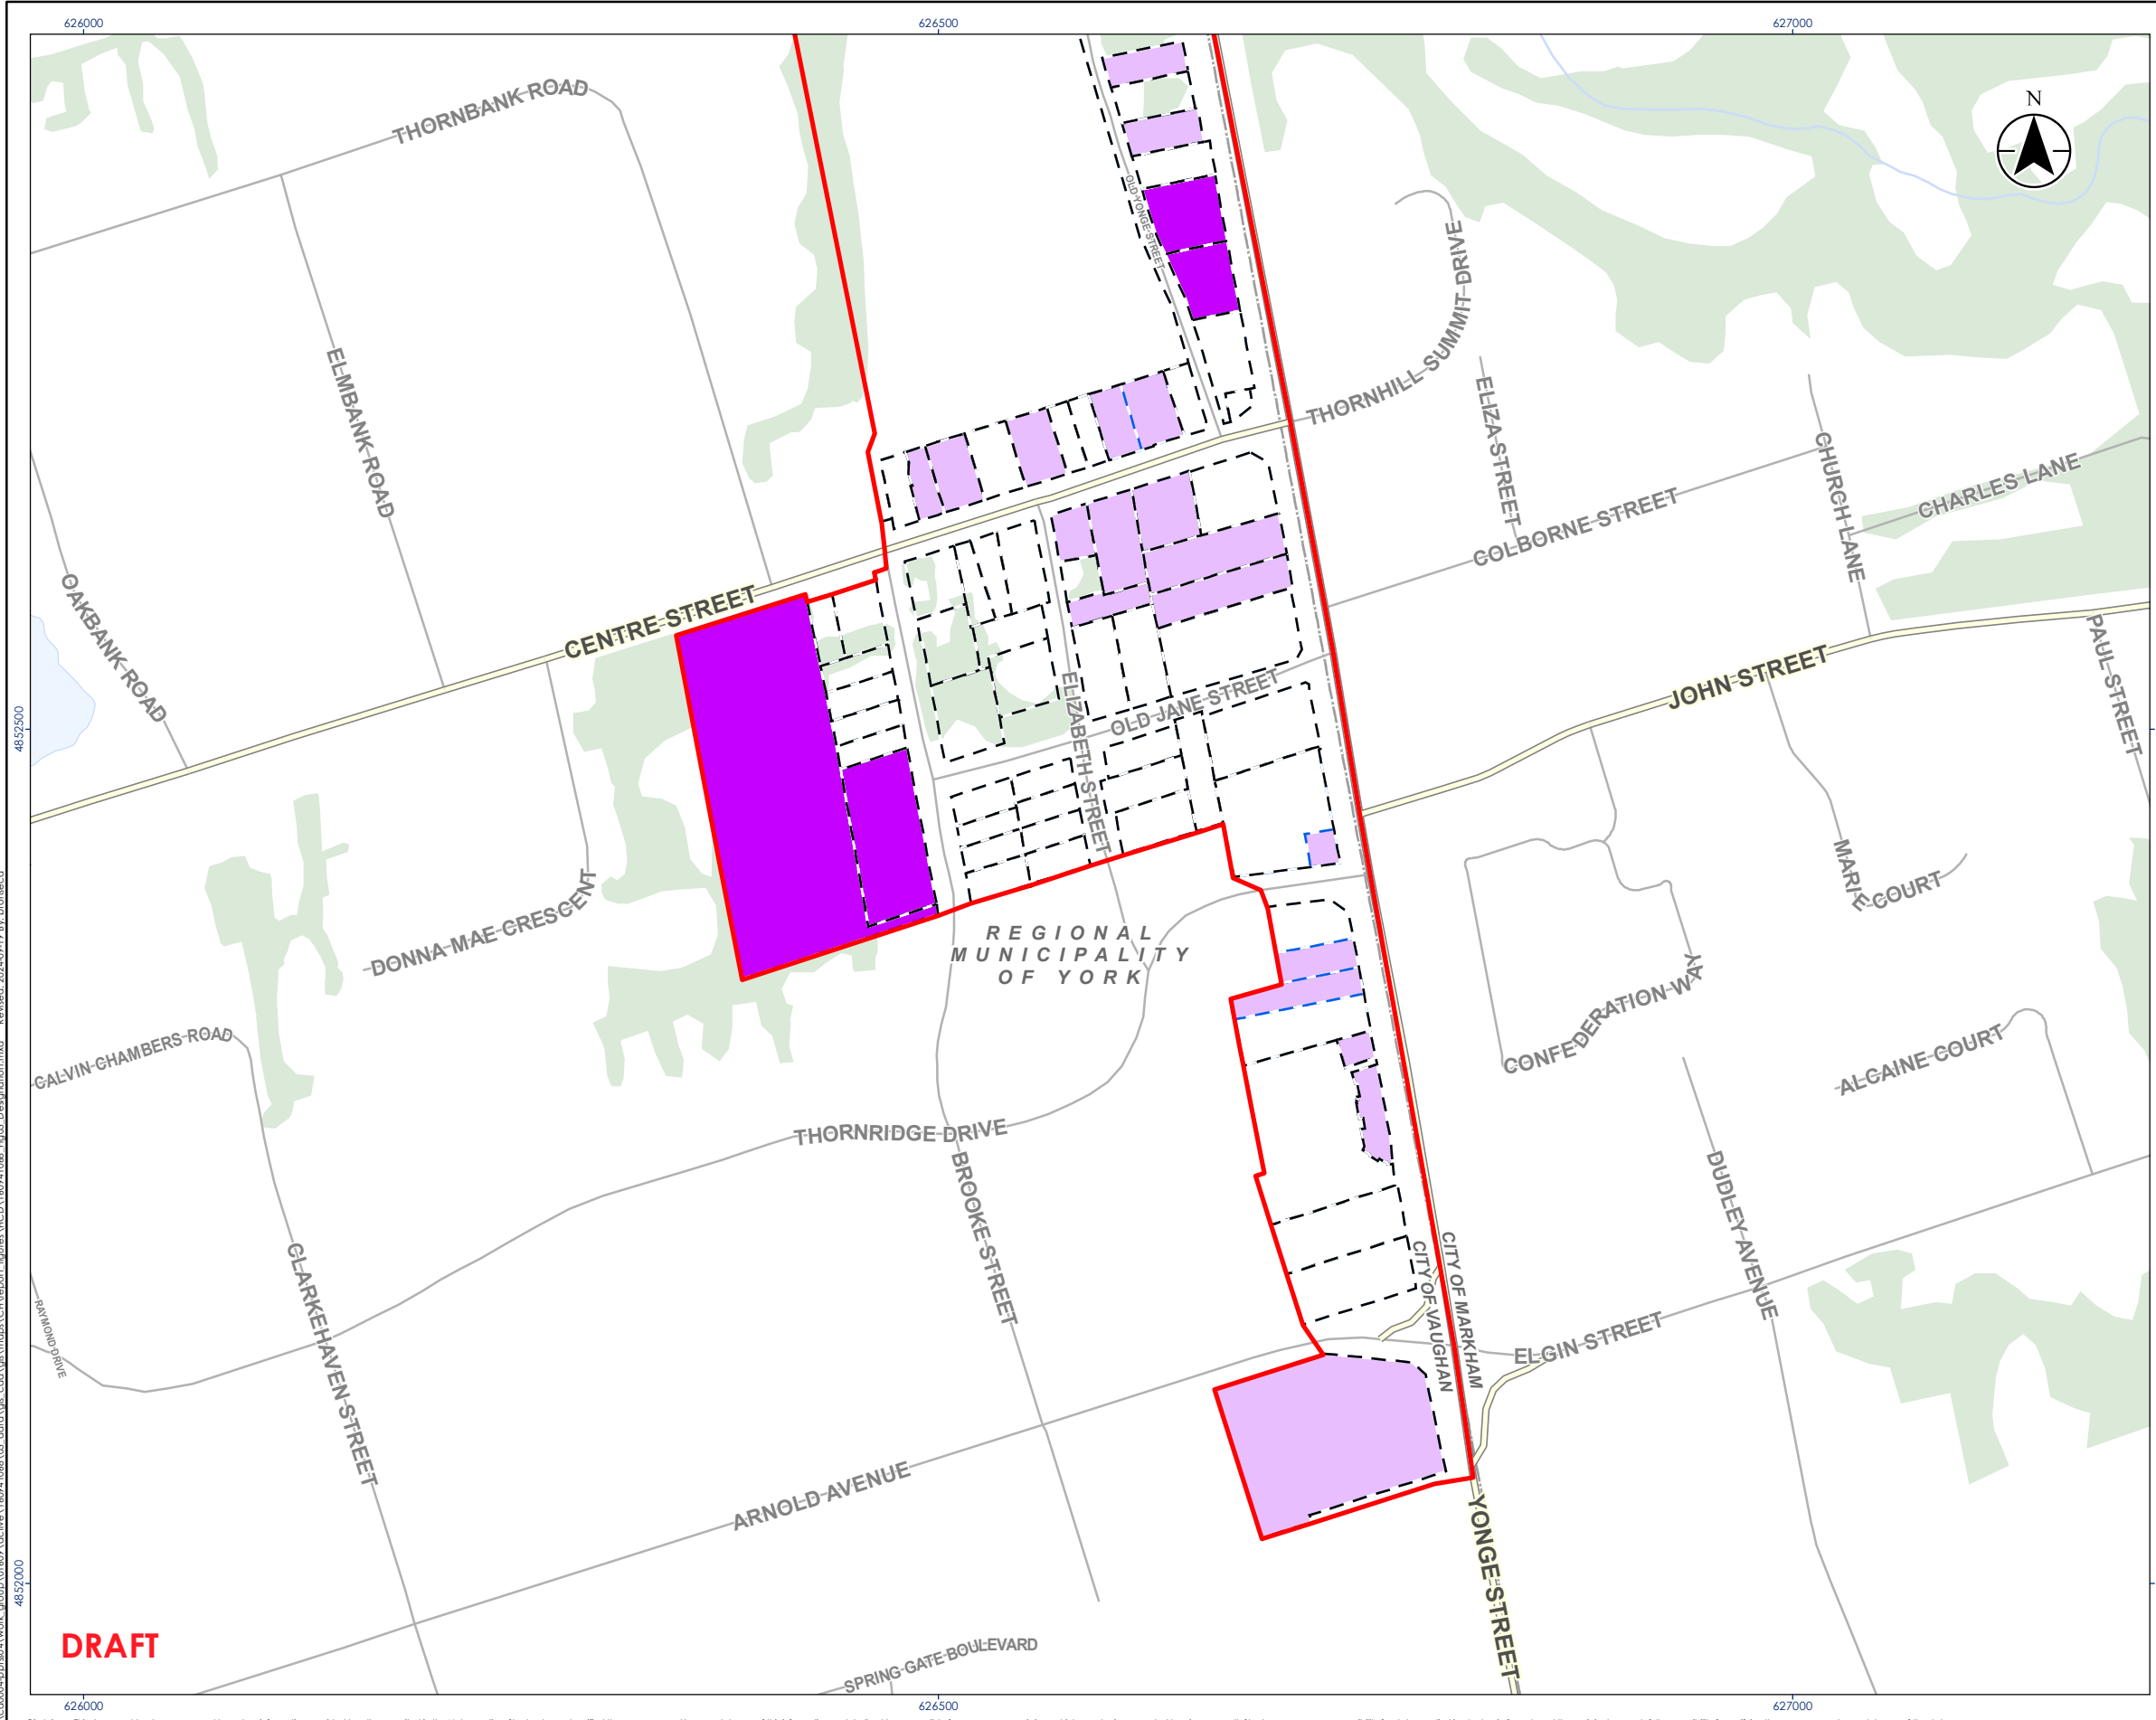 626000
626500
627000
N
THORNBANK ROAD
OLD YONGE STREET
THORNHILL SUMMIT DRIVE
ELMBANK ROAD
ELIZA STREET
CHURCH LANE
CHARLES LANE
COLBORNE STREET
OAKBANK ROAD
CENTRE STREET
JOHN STREET
PAUL STREET
ELIZABETH STREET
OLD JANE STREET
4852500
DONNA MAE CRESCENT
MARIE COURT
REGIONAL
MUNICIPALITY
OF YORK
CONFEDERATION WAY
CALVIN CHAMBERS ROAD
ALCAINE COURT
THORNRIDGE DRIVE
BROOKE STREET
DUDLEY AVENUE
CLARKEHAVEN STREET
CITY OF MARKHAM
CITY OF VAUGHAN
RAYMOND DRIVE
ELGIN STREET
ARNOLD AVENUE
YONGE STREET
4852000
DRAFT
SPRING GATE BOULEVARD
626000
626500
627000